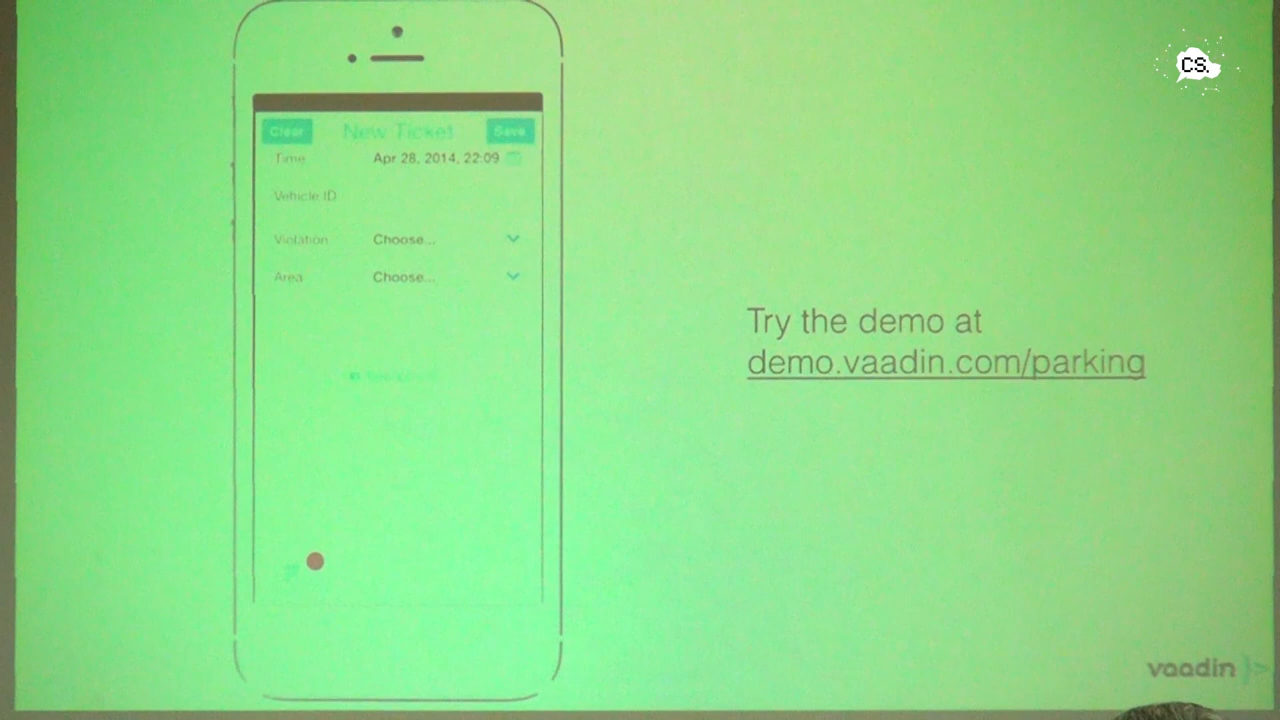 CS.
Clear New Ticket Save
Time Apr 28, 2014, 22:09
Vehicle ID
Violation Choose...
Area Choose...
Try the demo at
demo.vaadin.com/parking
vaadin }>